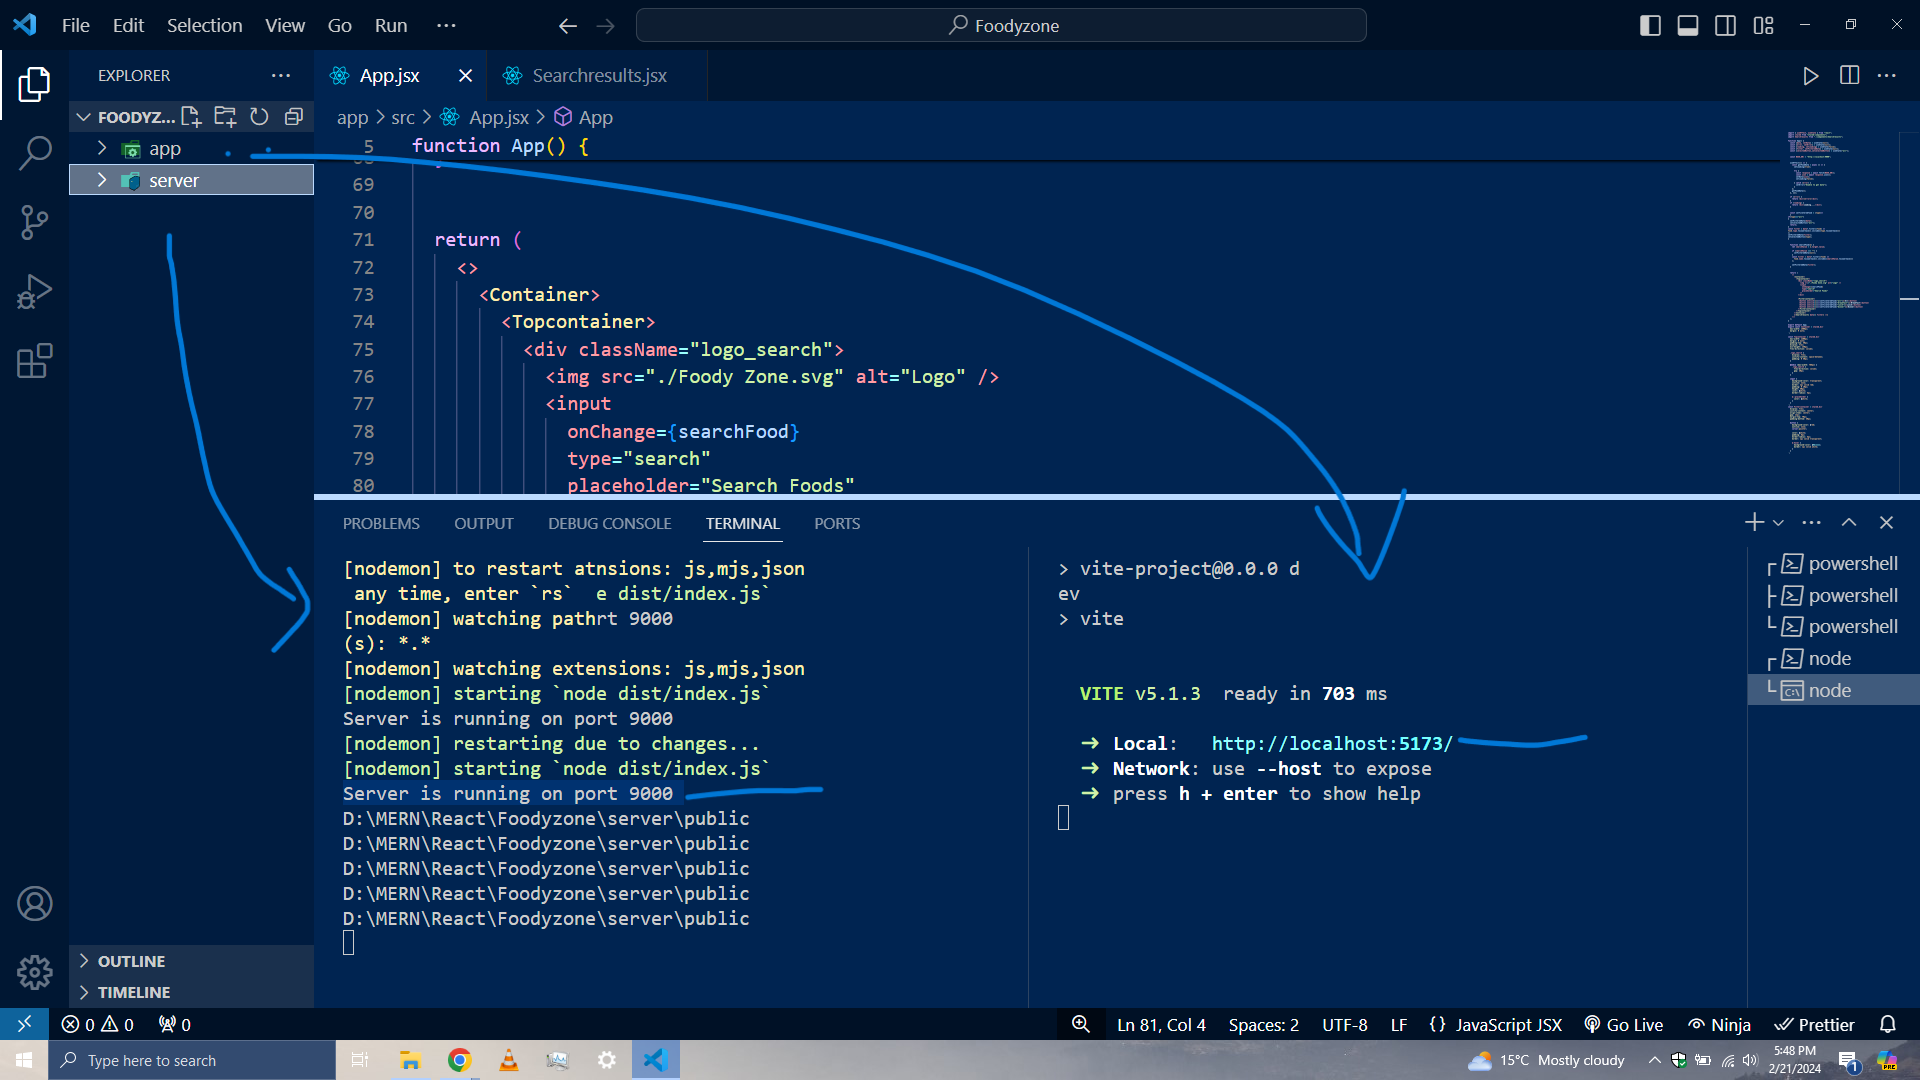 File Edit Selection View Go Run ···
Foodyzone
EXPLORER
App.jsx
Searchresults.jsx
FOODYZ...
app > src > App.jsx > App
app
server
5 function App() {
69
70
71 return (
72 <>
73 <Container>
74 <Topcontainer>
75 <div className="logo_search">
76 <img src="./Foody Zone.svg" alt="Logo" />
77 <input
78 onChange={searchFood}
79 type="search"
80 placeholder="Search Foods"
PROBLEMS OUTPUT DEBUG CONSOLE TERMINAL PORTS
[nodemon] to restart atnsions: js,mjs,json
any time, enter `rs` e dist/index.js`
[nodemon] watching pathrt 9000
(s): *.*
[nodemon] watching extensions: js,mjs,json
[nodemon] starting `node dist/index.js`
Server is running on port 9000
[nodemon] restarting due to changes...
[nodemon] starting `node dist/index.js`
Server is running on port 9000
D:\MERN\React\Foodyzone\server\public
D:\MERN\React\Foodyzone\server\public
D:\MERN\React\Foodyzone\server\public
D:\MERN\React\Foodyzone\server\public
D:\MERN\React\Foodyzone\server\public
> vite-project@0.0.0 d
ev
> vite
VITE v5.1.3 ready in 703 ms
➜ Local: http://localhost:5173/
➜ Network: use --host to expose
➜ press h + enter to show help
powershell
powershell
powershell
node
node
OUTLINE
TIMELINE
0 0 0
Ln 81, Col 4 Spaces: 2 UTF-8 LF {} JavaScript JSX Go Live Ninja Prettier
Type here to search
15°C Mostly cloudy
5:48 PM
2/21/2024
1